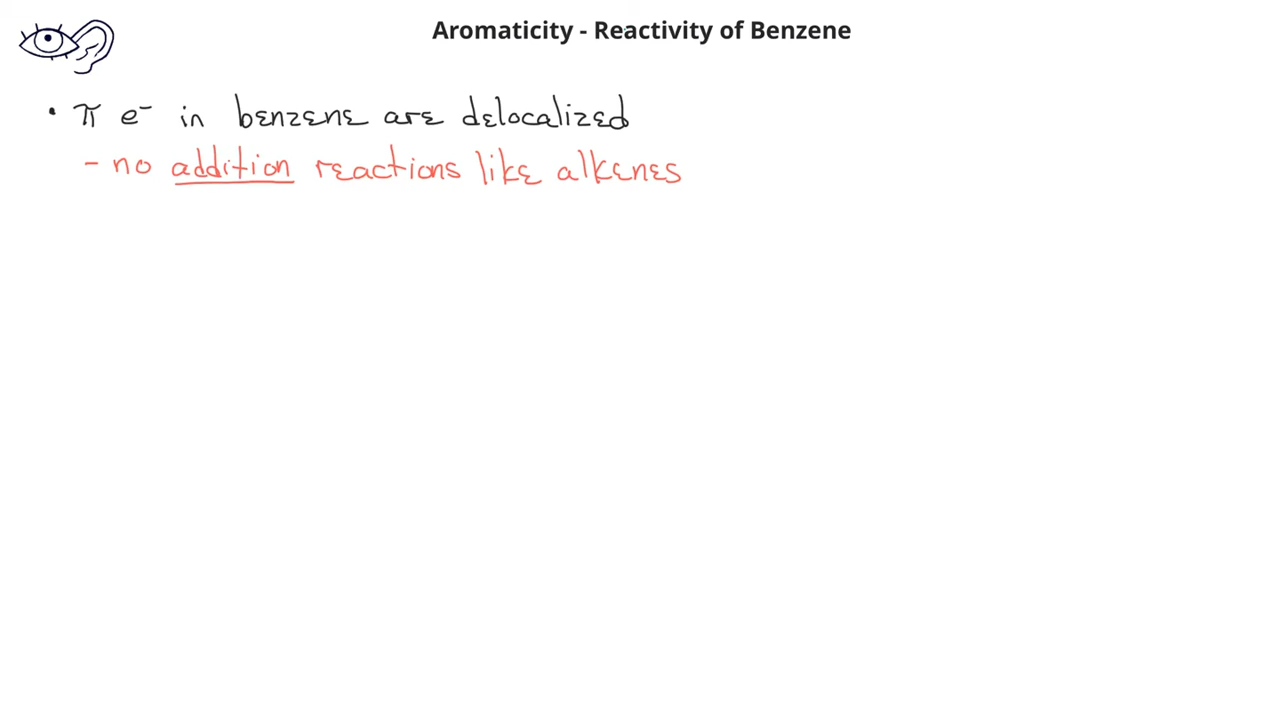 Aromaticity - Reactivity of Benzene
• π e⁻ in benzene are delocalized
- no addition reactions like alkenes